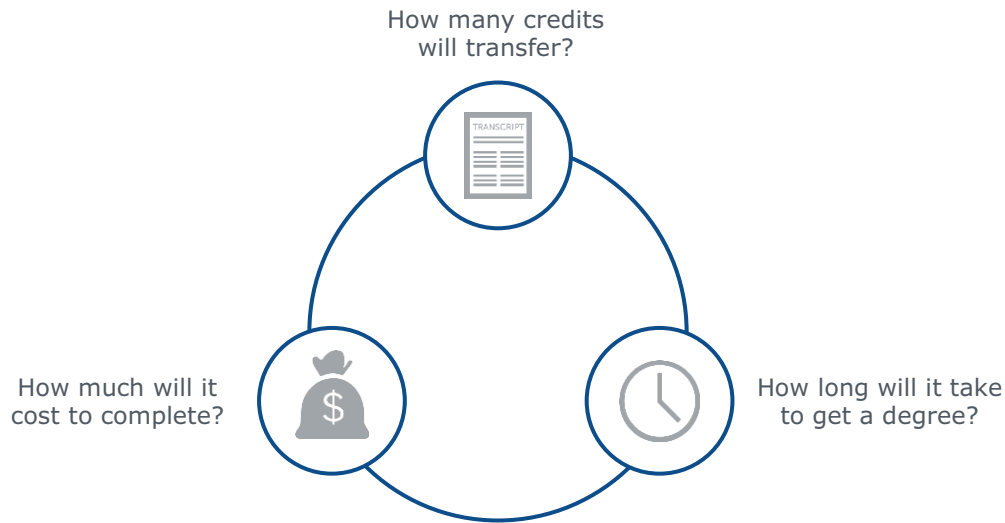 How many credits
will transfer?
TRANSCRIPT
How much will it
cost to complete?
$
How long will it take
to get a degree?